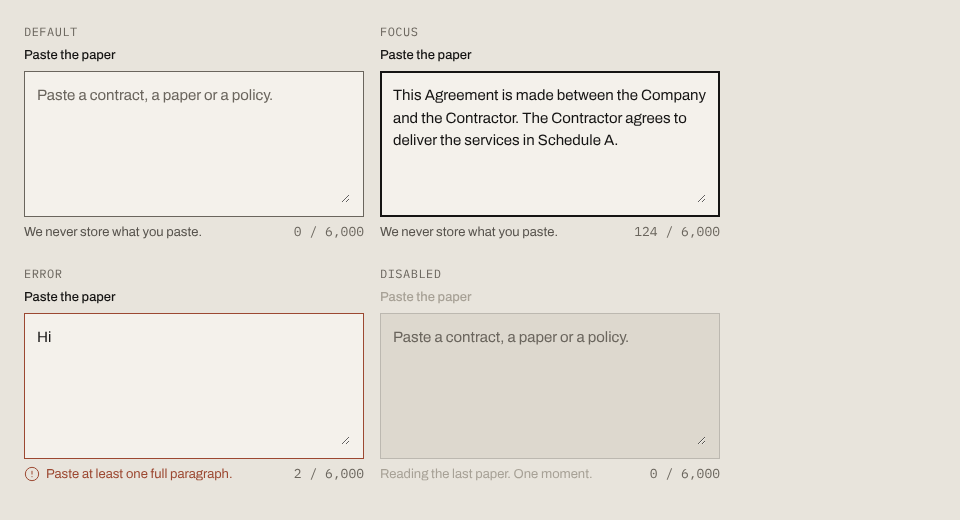 DEFAULT
Paste the paper
Paste a contract, a paper or a policy.
We never store what you paste.
0 / 6,000
FOCUS
Paste the paper
This Agreement is made between the Company
and the Contractor. The Contractor agrees to
deliver the services in Schedule A.
We never store what you paste.
124 / 6,000
ERROR
Paste the paper
Hi
Paste at least one full paragraph.
2 / 6,000
DISABLED
Paste the paper
Paste a contract, a paper or a policy.
Reading the last paper. One moment.
0 / 6,000